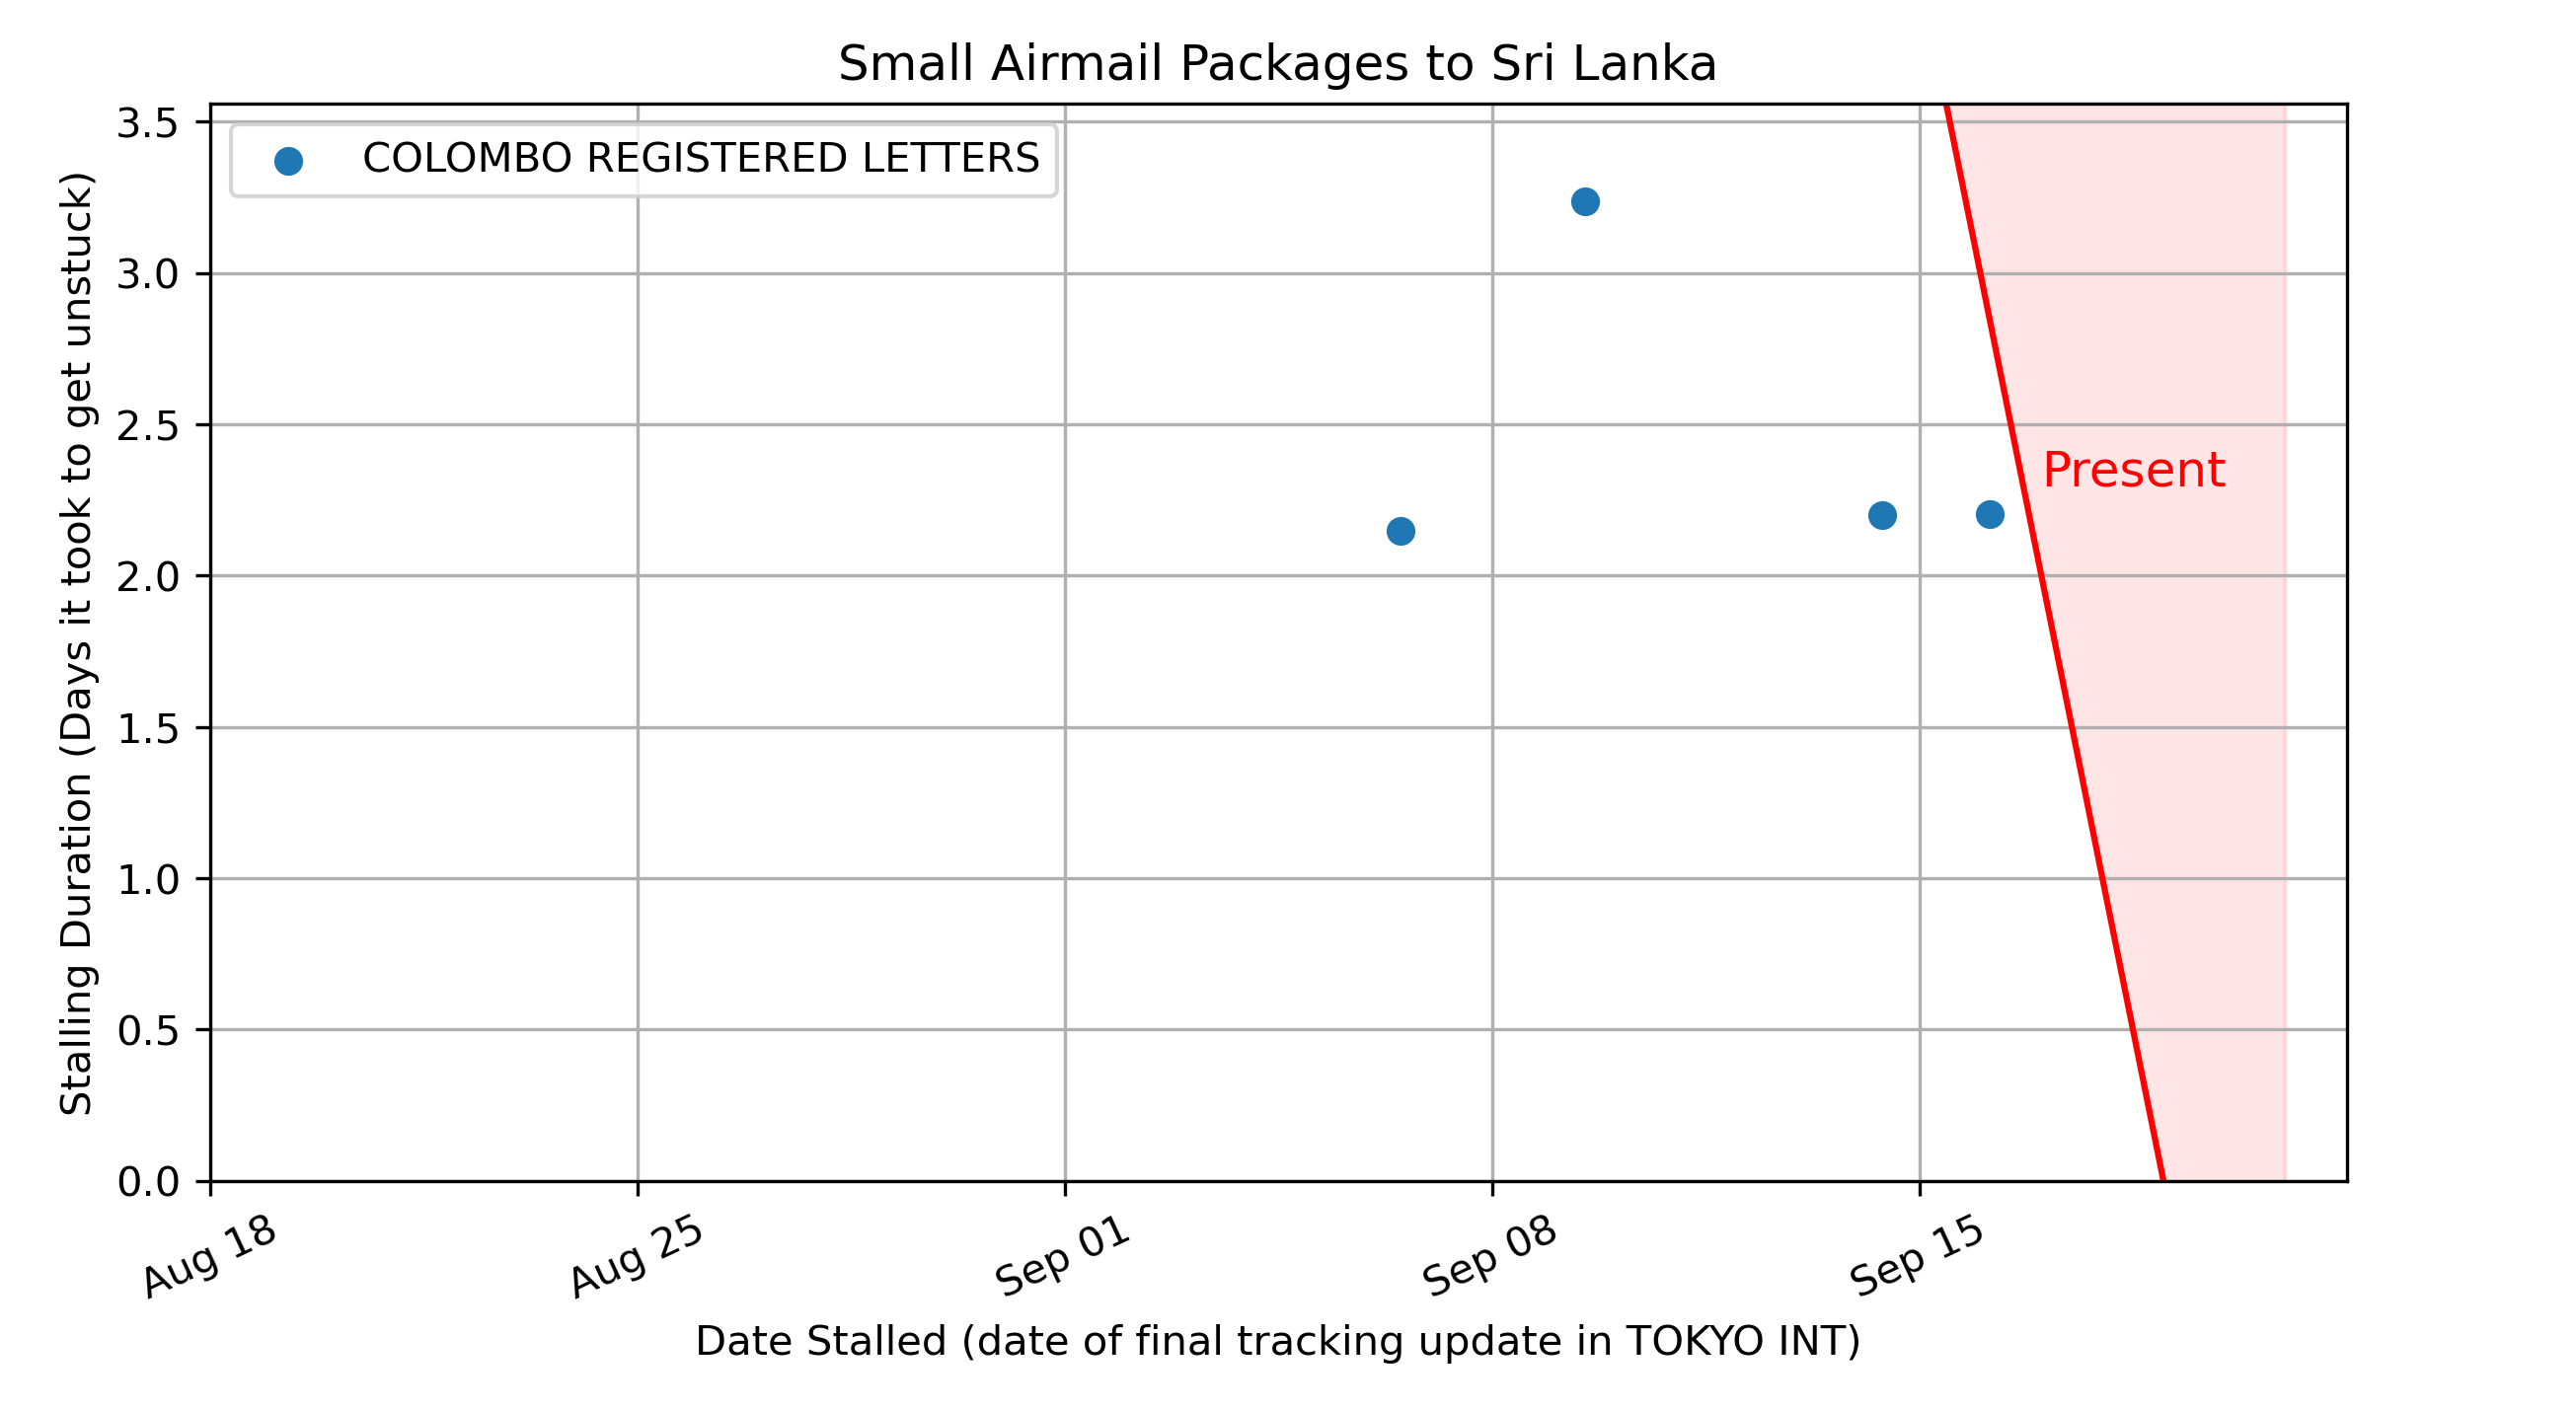 Small Airmail Packages to Sri Lanka
COLOMBO REGISTERED LETTERS
Stalling Duration (Days it took to get unstuck)
3.5
3.0
2.5
2.0
1.5
1.0
0.5
0.0
Present
Aug 18
Aug 25
Sep 01
Sep 08
Sep 15
Date Stalled (date of final tracking update in TOKYO INT)